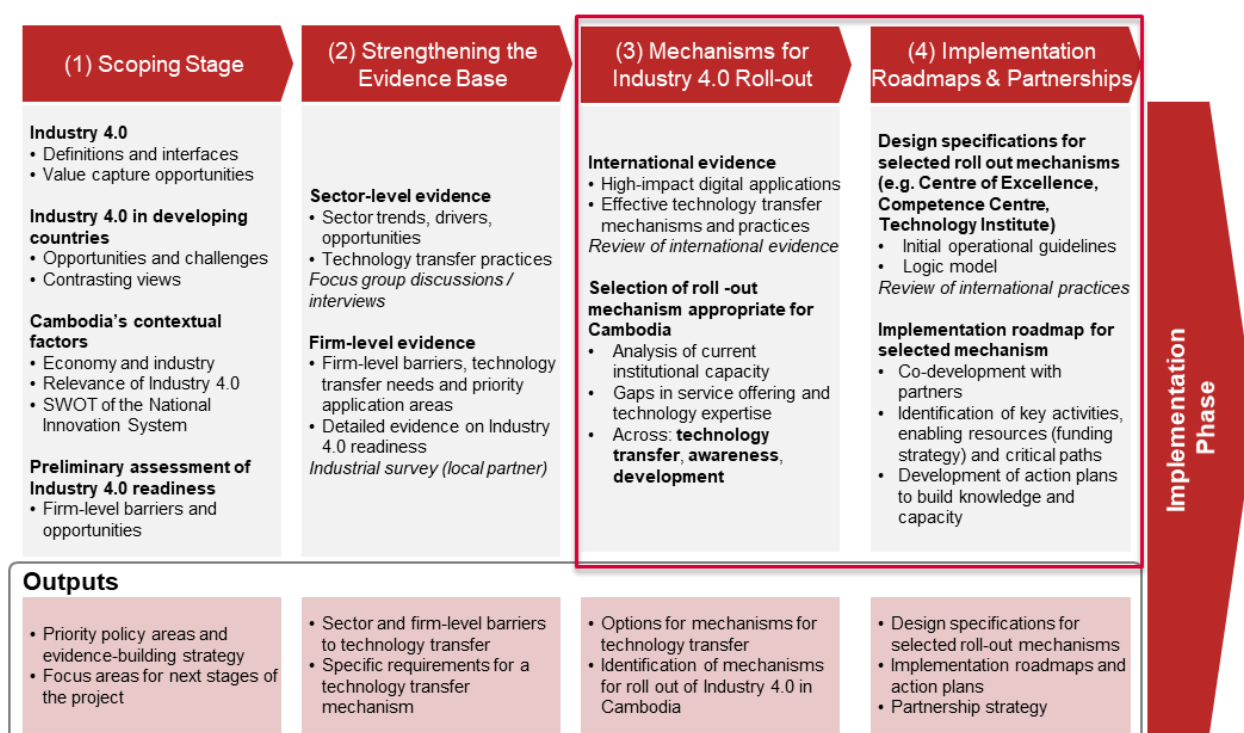 (1) Scoping Stage
Industry 4.0
• Definitions and interfaces
• Value capture opportunities
Industry 4.0 in developing
countries
• Opportunities and challenges
• Contrasting views
Cambodia's contextual
factors
• Economy and industry
• Relevance of Industry 4.0
• SWOT of the National
Innovation System
Preliminary assessment of
Industry 4.0 readiness
• Firm-level barriers and
opportunities
(2) Strengthening the
Evidence Base
Sector-level evidence
• Sector trends, drivers,
opportunities
• Technology transfer practices
Focus group discussions /
interviews
Firm-level evidence
• Firm-level barriers, technology
transfer needs and priority
application areas
• Detailed evidence on Industry
4.0 readiness
Industrial survey (local partner)
(3) Mechanisms for
Industry 4.0 Roll-out
International evidence
• High-impact digital applications
• Effective technology transfer
mechanisms and practices
Review of international evidence
Selection of roll -out
mechanism appropriate for
Cambodia
• Analysis of current
institutional capacity
• Gaps in service offering and
technology expertise
• Across: technology
transfer, awareness,
development
(4) Implementation
Roadmaps & Partnerships
Design specifications for
selected roll out mechanisms
(e.g. Centre of Excellence,
Competence Centre,
Technology Institute)
• Initial operational guidelines
• Logic model
Review of international practices
Implementation roadmap for
selected mechanism
• Co-development with
partners
• Identification of key activities,
enabling resources (funding
strategy) and critical paths
• Development of action plans
to build knowledge and
capacity
Implementation
Phase
Outputs
• Priority policy areas and
evidence-building strategy
• Focus areas for next stages of
the project
• Sector and firm-level barriers
to technology transfer
• Specific requirements for a
technology transfer
mechanism
• Options for mechanisms for
technology transfer
• Identification of mechanisms
for roll out of Industry 4.0 in
Cambodia
• Design specifications for
selected roll-out mechanisms
• Implementation roadmaps and
action plans
• Partnership strategy